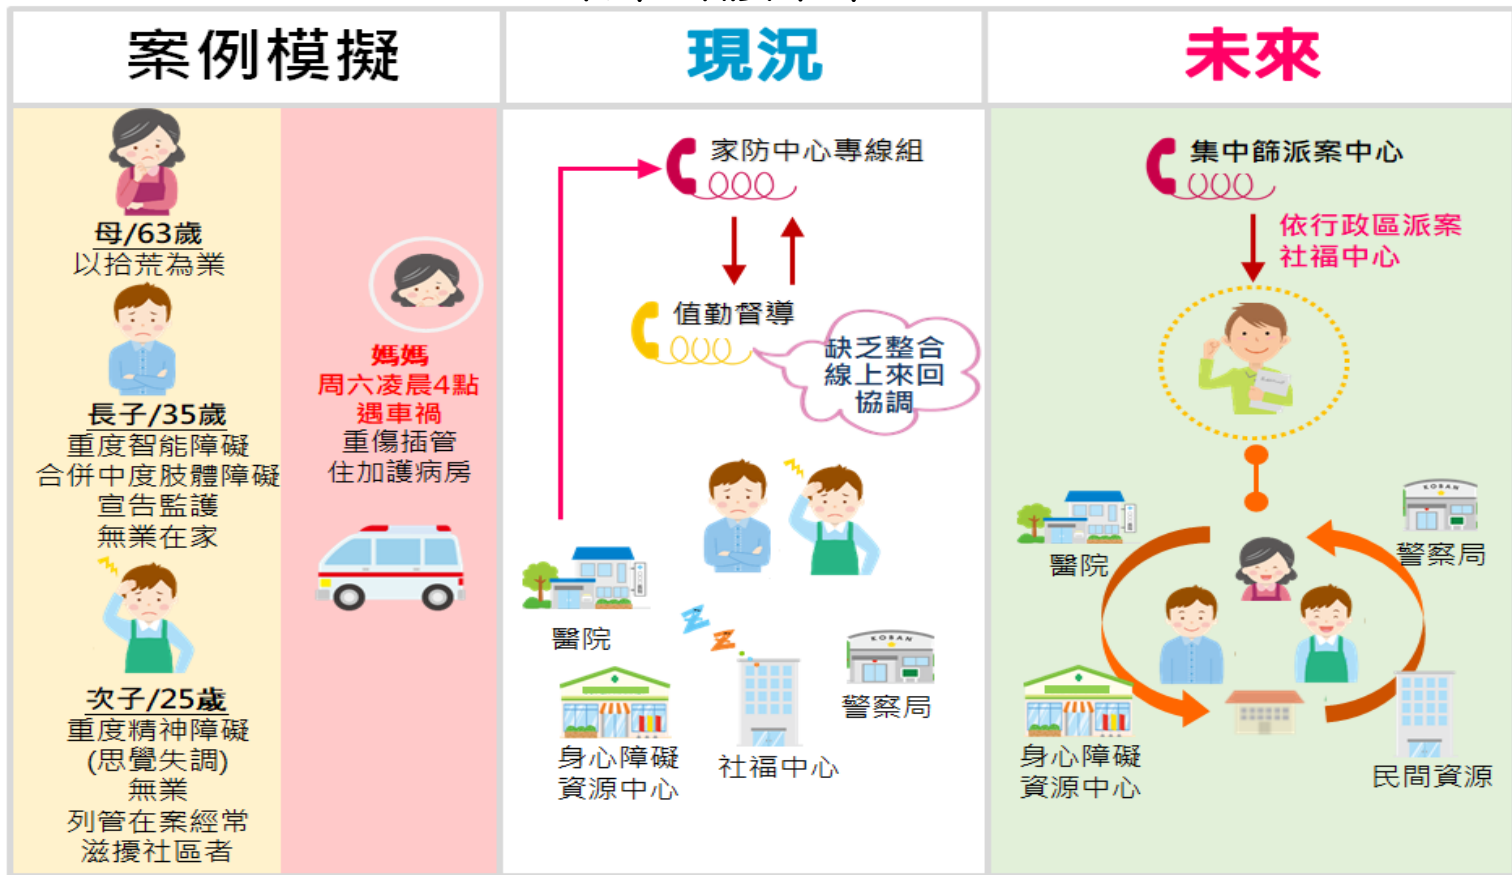 案例模擬
現況
未來
母/63歲
以拾荒為業
長子/35歲
重度智能障礙
合併中度肢體障礙
宣告監護
無業在家
次子/25歲
重度精神障礙
(思覺失調)
無業
列管在案經常
滋擾社區者
媽媽
周六凌晨4點
遇車禍
重傷插管
住加護病房
家防中心專線組
值勤督導
缺乏整合
線上來回
協調
醫院
身心障礙
資源中心
社福中心
KOBAN
警察局
集中篩派案中心
依行政區派案
社福中心
醫院
KOBAN
警察局
身心障礙
資源中心
民間資源